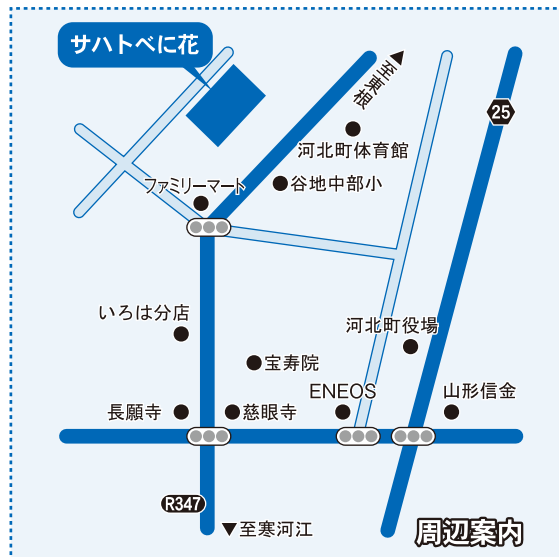 サハトべに花
至東根
25
河北町体育館
谷地中部小
ファミリーマート
いろは分店
河北町役場
宝寿院
ENEOS
山形信金
長願寺
慈眼寺
R347
▼至寒河江
周辺案内